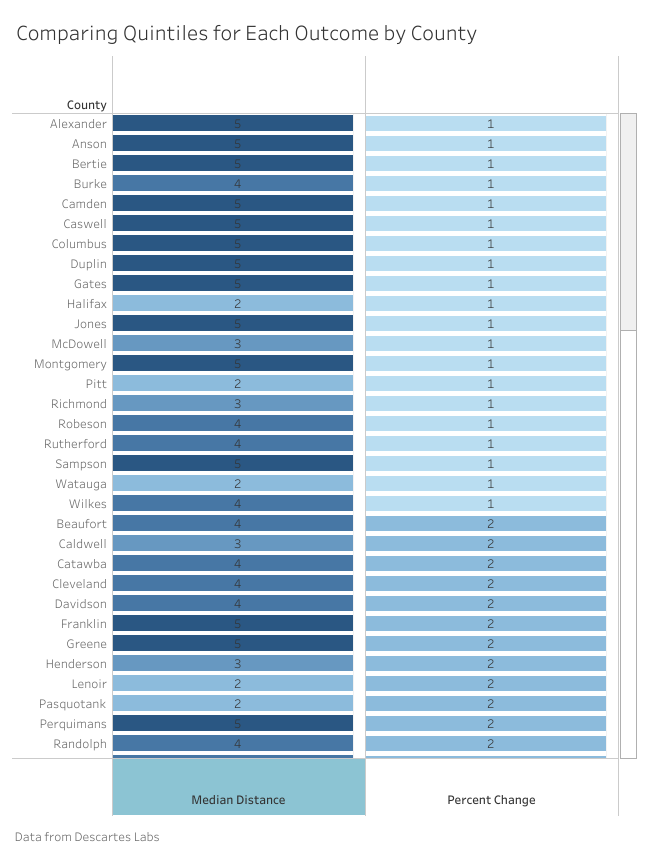 Comparing Quintiles for Each Outcome by County
County
Alexander 5 1
Anson 5 1
Bertie 5 1
Burke 4 1
Camden 5 1
Caswell 5 1
Columbus 5 1
Duplin 5 1
Gates 5 1
Halifax 2 1
Jones 5 1
McDowell 3 1
Montgomery 5 1
Pitt 2 1
Richmond 3 1
Robeson 4 1
Rutherford 4 1
Sampson 5 1
Watauga 2 1
Wilkes 4 1
Beaufort 4 2
Caldwell 3 2
Catawba 4 2
Cleveland 4 2
Davidson 4 2
Franklin 5 2
Greene 5 2
Henderson 3 2
Lenoir 2 2
Pasquotank 2 2
Perquimans 5 2
Randolph 4 2
Median Distance Percent Change
Data from Descartes Labs